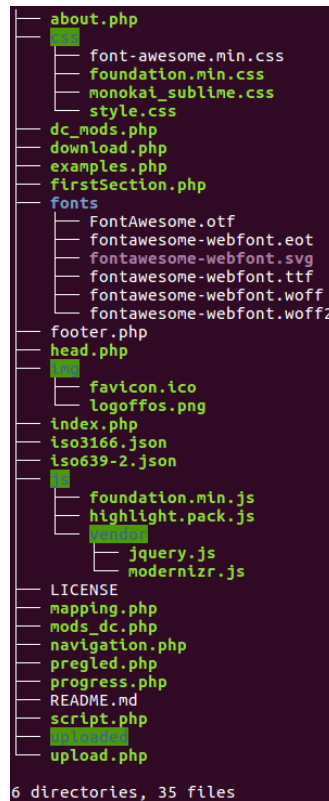 about.php
css
font-awesome.min.css
foundation.min.css
monokai_sublime.css
style.css
dc_mods.php
download.php
examples.php
firstSection.php
fonts
FontAwesome.otf
fontawesome-webfont.eot
fontawesome-webfont.svg
fontawesome-webfont.ttf
fontawesome-webfont.woff
fontawesome-webfont.woff2
footer.php
head.php
img
favicon.ico
logoffos.png
index.php
iso3166.json
iso639-2.json
js
foundation.min.js
highlight.pack.js
vendor
jquery.js
modernizr.js
LICENSE
mapping.php
mods_dc.php
navigation.php
pregled.php
progress.php
README.md
script.php
uploaded
upload.php
6 directories, 35 files